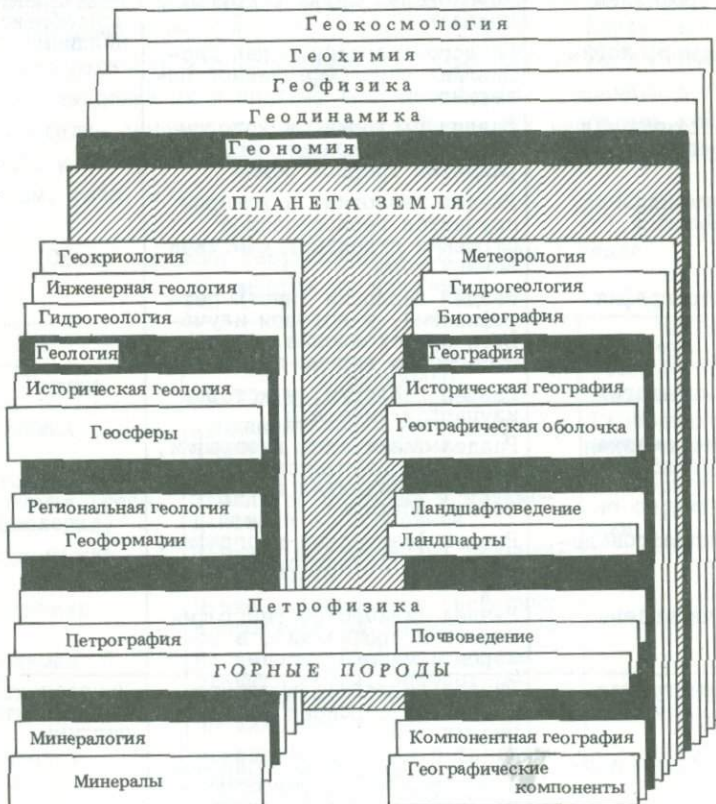 Геокосмология
Геохимия
Геофизика
Геодинамика
Геономия
ПЛАНЕТА ЗЕМЛЯ
Геокриология
Инженерная геология
Гидрогеология
Геология
Историческая геология
Геосферы
Региональная геология
Геоформации
Метеорология
Гидрогеология
Биогеография
География
Историческая география
Географическая оболочка
Ландшафтоведение
Ландшафты
Петрофизика
Петрография
Почвоведение
ГОРНЫЕ ПОРОДЫ
Минералогия
Минералы
Компонентная география
Географические
компоненты